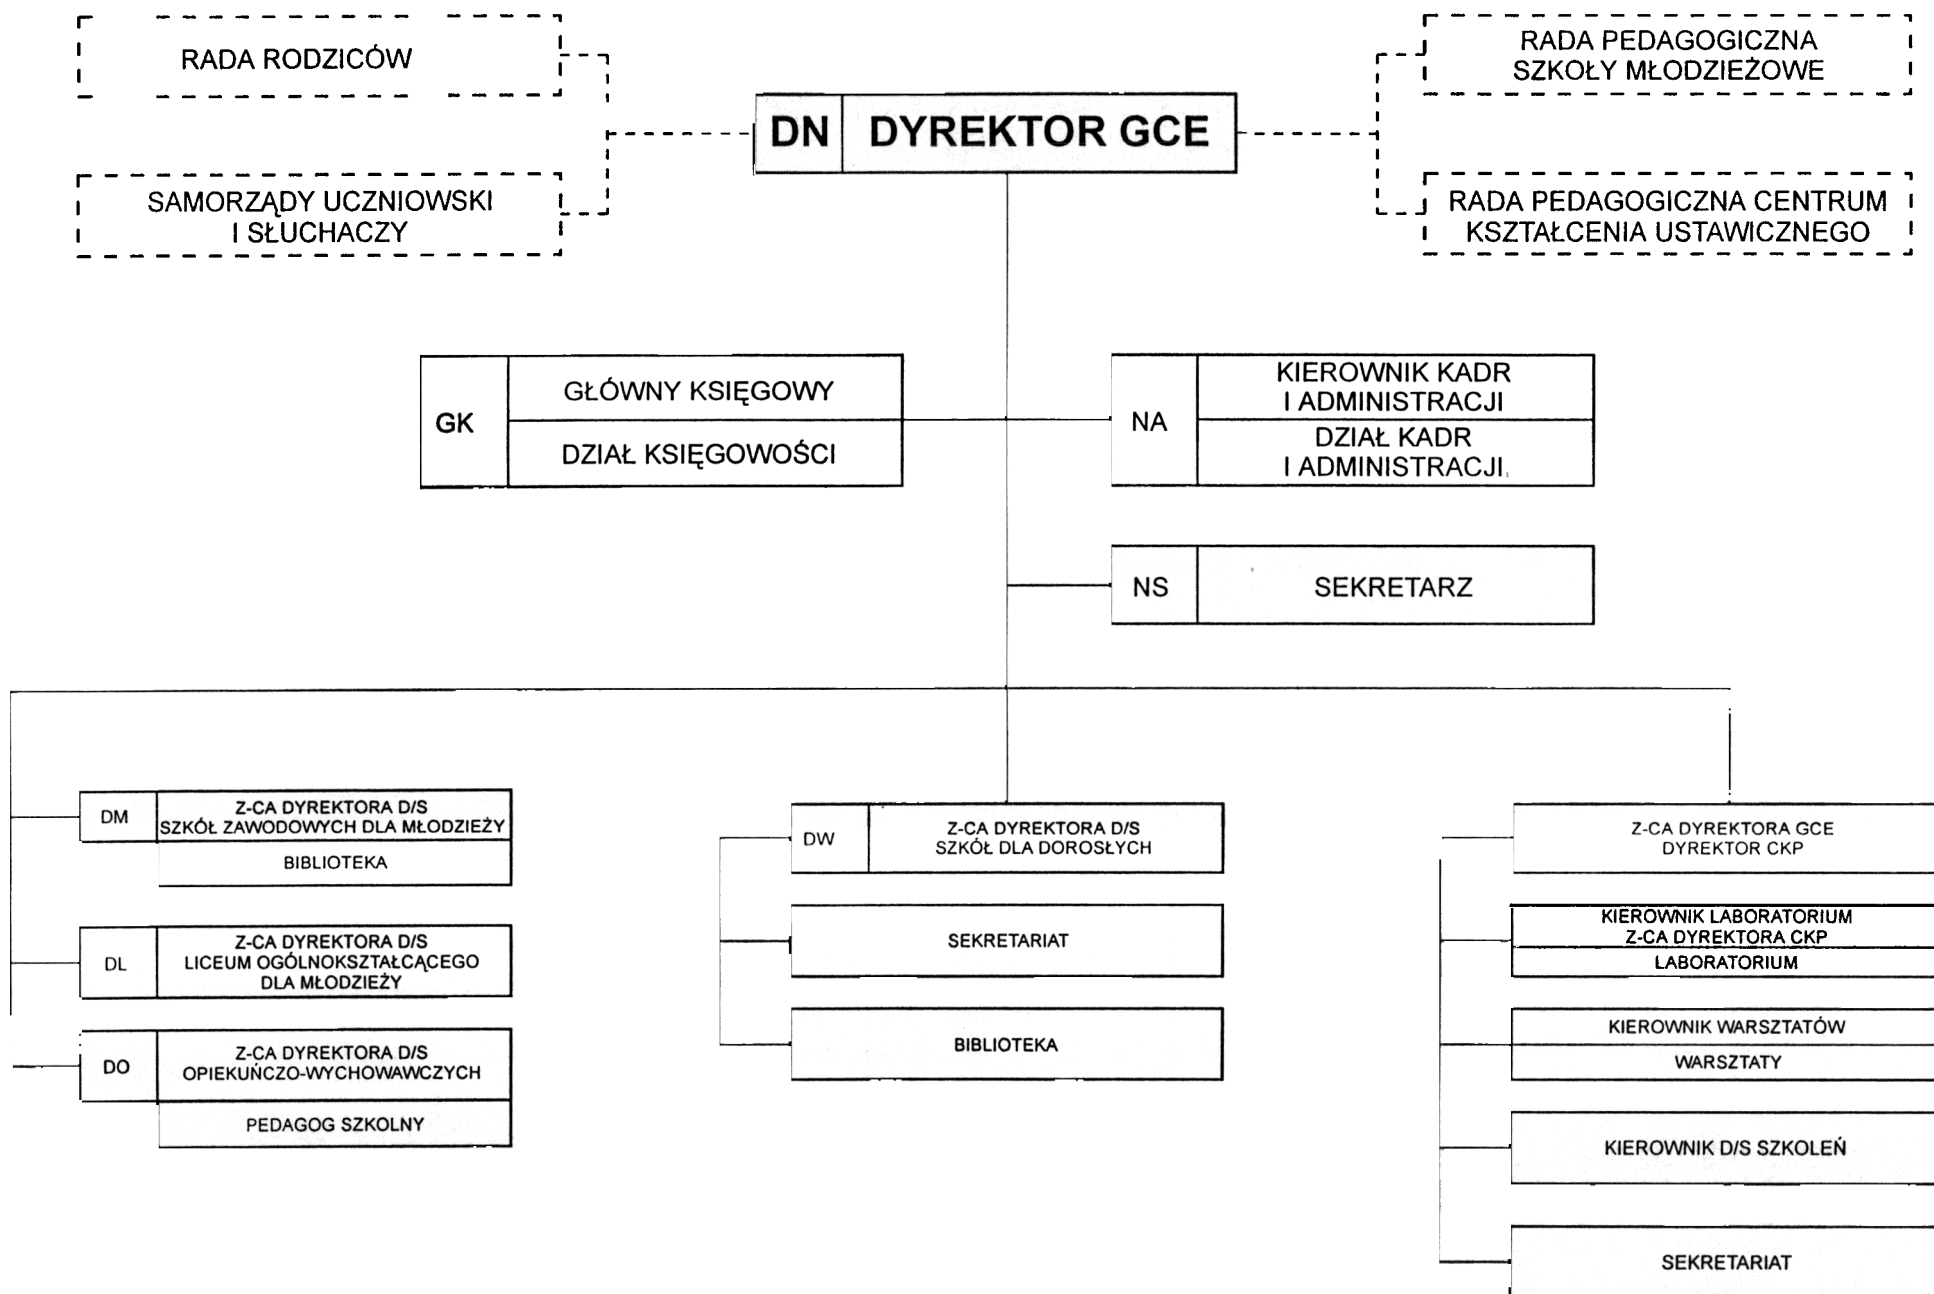 RADA RODZICÓW
RADA PEDAGOGICZNA
SZKOŁY MŁODZIEŻOWE
DN DYREKTOR GCE
SAMORZĄDY UCZNIOWSKI
I SŁUCHACZY
RADA PEDAGOGICZNA CENTRUM
KSZTAŁCENIA USTAWICZNEGO
GK
GŁÓWNY KSIĘGOWY
DZIAŁ KSIĘGOWOŚCI
NA
KIEROWNIK KADR
I ADMINISTRACJI
DZIAŁ KADR
I ADMINISTRACJI
NS
SEKRETARZ
DM
Z-CA DYREKTORA D/S
SZKÓŁ ZAWODOWYCH DLA MŁODZIEŻY
BIBLIOTEKA
DL
Z-CA DYREKTORA D/S
LICEUM OGÓLNOKSZTAŁCĄCEGO
DLA MŁODZIEŻY
DO
Z-CA DYREKTORA D/S
OPIEKUŃCZO-WYCHOWAWCZYCH
PEDAGOG SZKOLNY
DW
Z-CA DYREKTORA D/S
SZKÓŁ DLA DOROSŁYCH
SEKRETARIAT
BIBLIOTEKA
Z-CA DYREKTORA GCE
DYREKTOR CKP
KIEROWNIK LABORATORIUM
Z-CA DYREKTORA CKP
LABORATORIUM
KIEROWNIK WARSZTATÓW
WARSZTATY
KIEROWNIK D/S SZKOLEŃ
SEKRETARIAT